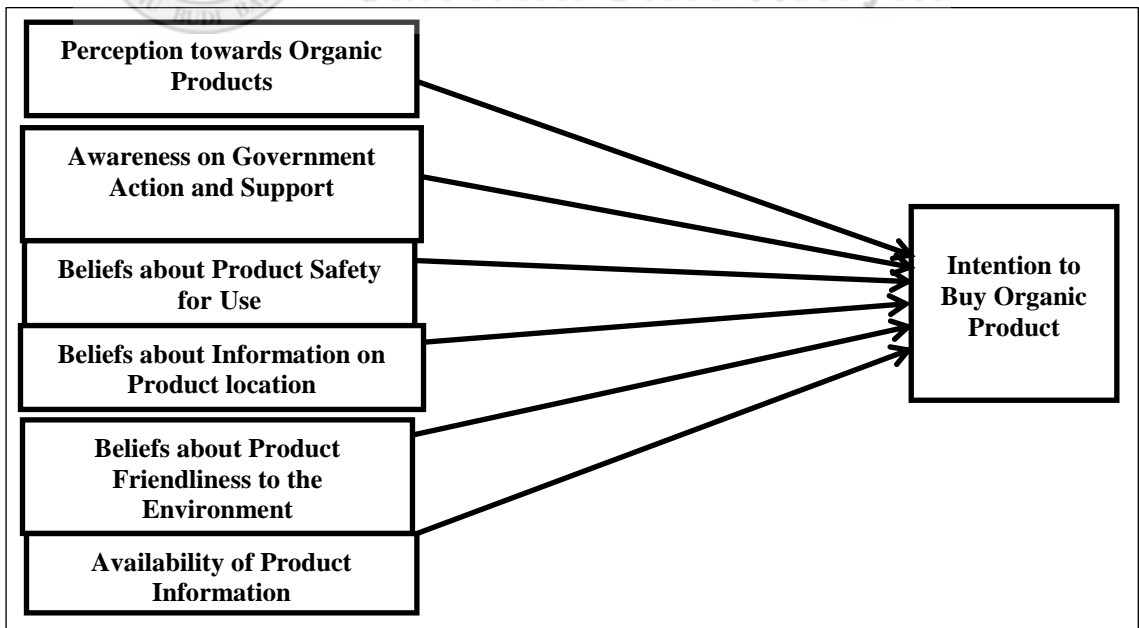 BUDI
Perception towards Organic
Products
Awareness on Government
Action and Support
Beliefs about Product Safety
for Use
Beliefs about Information on
Product location
Beliefs about Product
Friendliness to the
Environment
Availability of Product
Information
Intention to
Buy Organic
Product